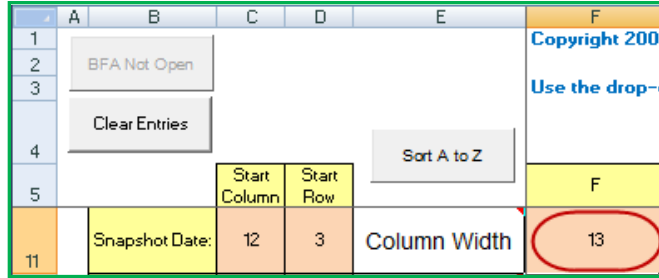 A B C D E F
1 Copyright 200
2 BFA Not Open
3 Use the drop-
Clear Entries
4 Sort A to Z
5 Start Column Start Row F
11 Snapshot Date: 12 3 Column Width 13